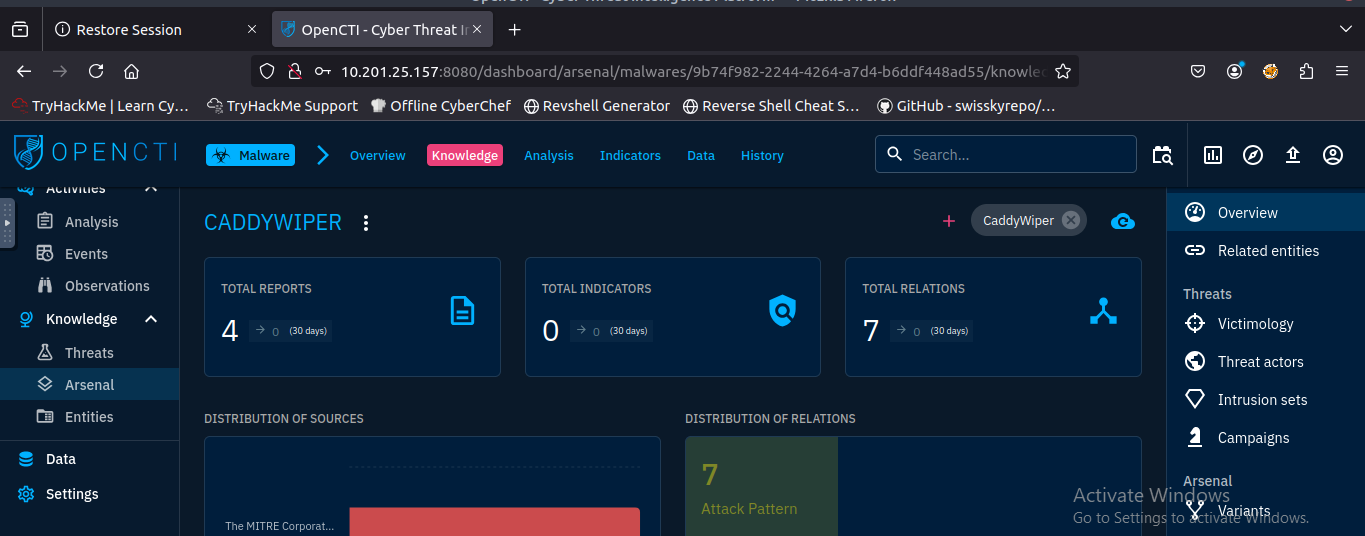 Restore Session
OpenCTI - Cyber Threat In
10.201.25.157:8080/dashboard/arsenal/malwares/9b74f982-2244-4264-a7d4-b6ddf448ad55/knowlec
TryHackMe | Learn Cy… TryHackMe Support Offline CyberChef Revshell Generator Reverse Shell Cheat S… GitHub - swisskyrepo/…
OPENCTI Malware Overview Knowledge Analysis Indicators Data History Search...
Activities
Analysis
Events
Observations
Knowledge
Threats
Arsenal
Entities
Data
Settings
CADDYWIPER
CaddyWiper
TOTAL REPORTS
4 0 (30 days)
TOTAL INDICATORS
0 0 (30 days)
TOTAL RELATIONS
7 0 (30 days)
DISTRIBUTION OF SOURCES
The MITRE Corporat...
DISTRIBUTION OF RELATIONS
7
Attack Pattern
Overview
Related entities
Threats
Victimology
Threat actors
Intrusion sets
Campaigns
Arsenal
Variants
Activate Windows
Go to Settings to activate Windows.